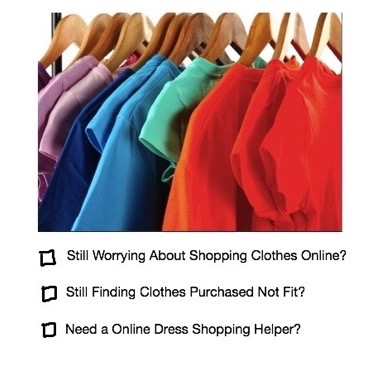 Still Worrying About Shopping Clothes Online?
Still Finding Clothes Purchased Not Fit?
Need a Online Dress Shopping Helper?